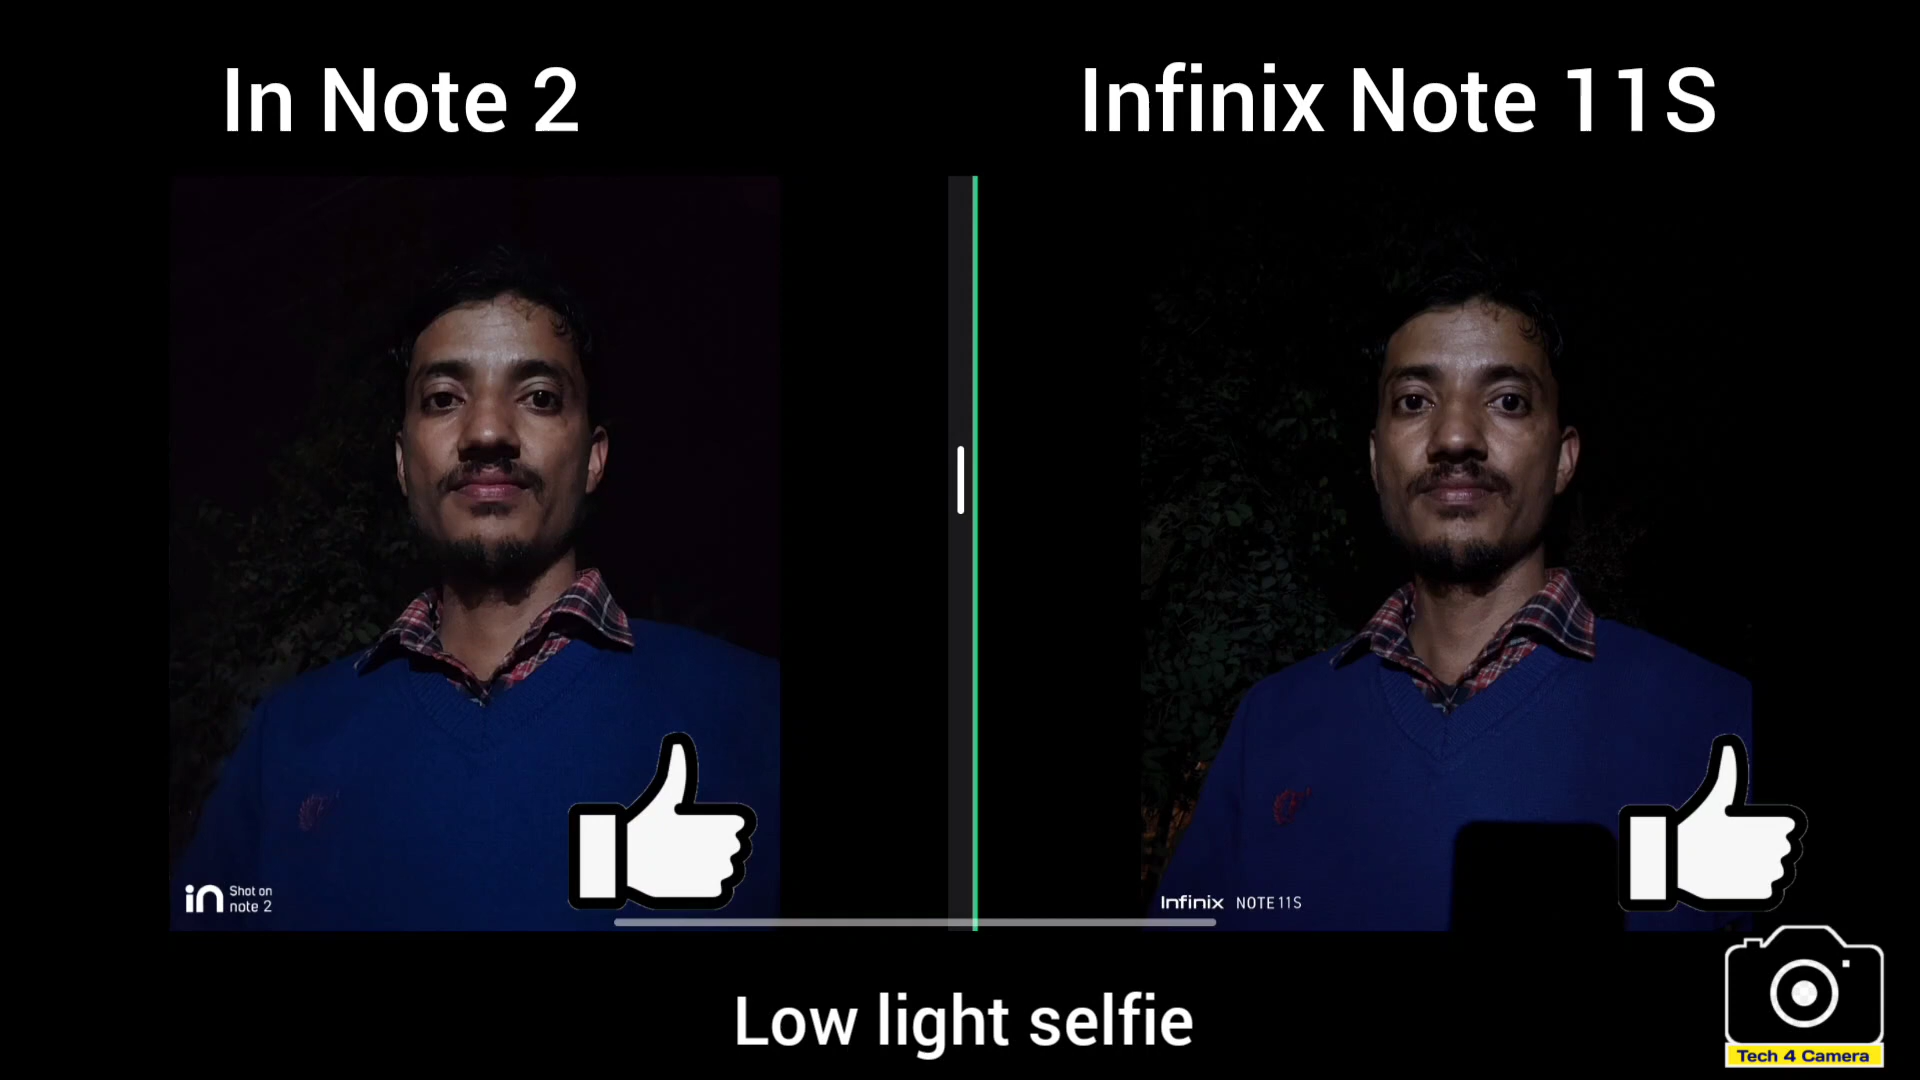 In Note 2
Infinix Note 11S
in Shot on
note 2
Infinix NOTE 11S
Low light selfie
Tech 4 Camera